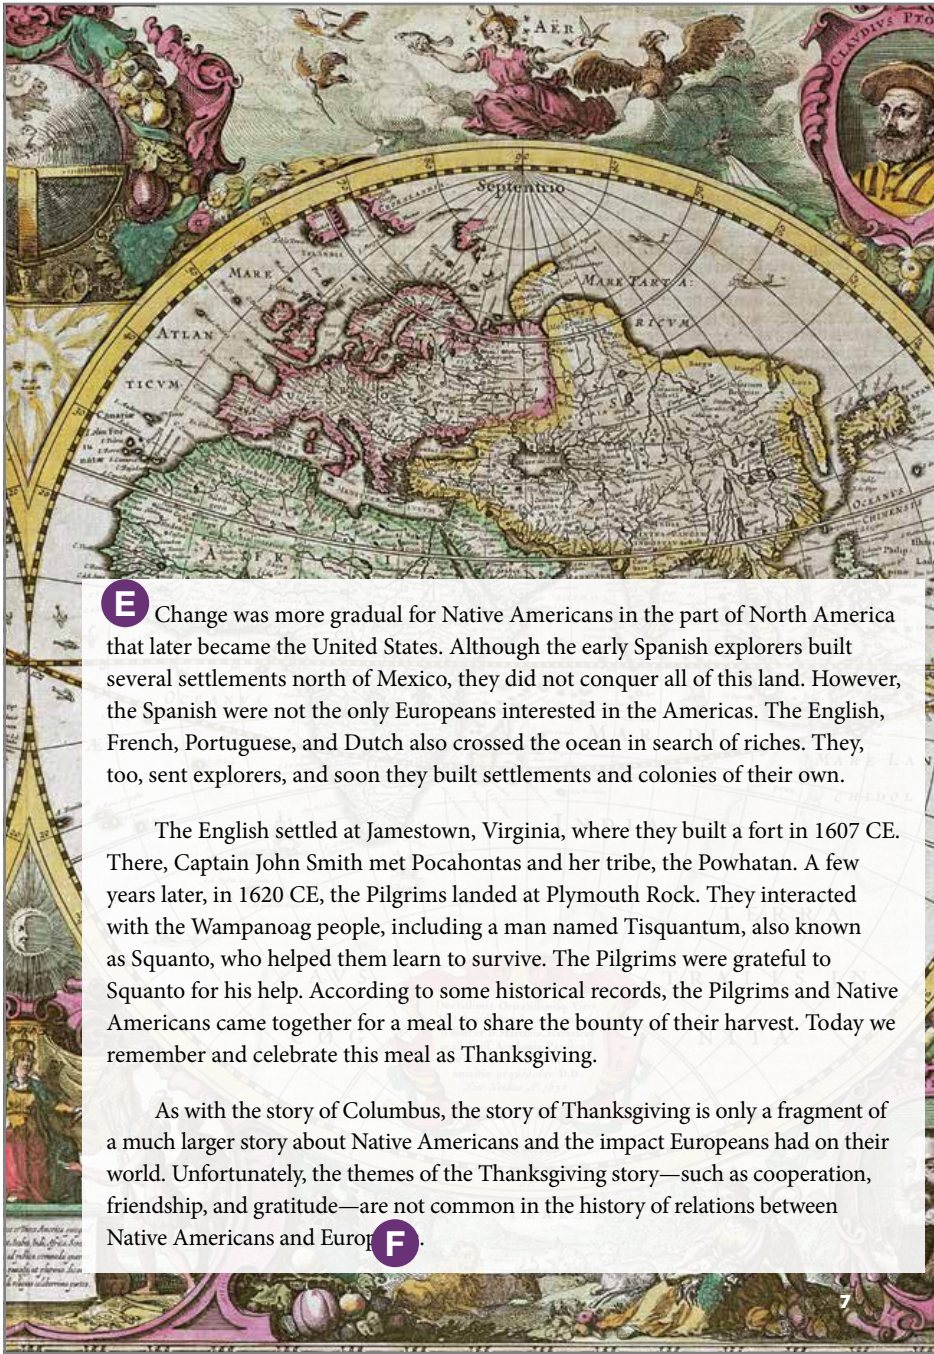 AËR
CLAVDIVS PTO
Septentrio
MARE
ATLAN
TICVM
MARE TARTA:
RICVM
Canariæ
OCEANUS
CHINENSIS
E
Change was more gradual for Native Americans in the part of North America
that later became the United States. Although the early Spanish explorers built
several settlements north of Mexico, they did not conquer all of this land. However,
the Spanish were not the only Europeans interested in the Americas. The English,
French, Portuguese, and Dutch also crossed the ocean in search of riches. They,
too, sent explorers, and soon they built settlements and colonies of their own.
The English settled at Jamestown, Virginia, where they built a fort in 1607 CE.
There, Captain John Smith met Pocahontas and her tribe, the Powhatan. A few
years later, in 1620 CE, the Pilgrims landed at Plymouth Rock. They interacted
with the Wampanoag people, including a man named Tisquantum, also known
as Squanto, who helped them learn to survive. The Pilgrims were grateful to
Squanto for his help. According to some historical records, the Pilgrims and Native
Americans came together for a meal to share the bounty of their harvest. Today we
remember and celebrate this meal as Thanksgiving.
As with the story of Columbus, the story of Thanksgiving is only a fragment of
a much larger story about Native Americans and the impact Europeans had on their
world. Unfortunately, the themes of the Thanksgiving story—such as cooperation,
friendship, and gratitude—are not common in the history of relations between
Native Americans and Europ F .
7